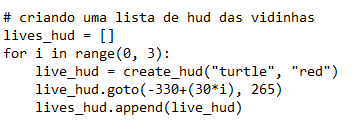 # criando uma lista de hud das vidinhas
lives_hud = []
for i in range(0, 3):
    live_hud = create_hud("turtle", "red")
    live_hud.goto(-330+(30*i), 265)
    lives_hud.append(live_hud)